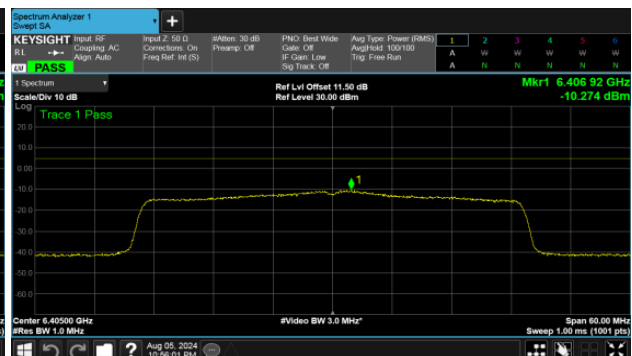 Spectrum Analyzer 1
Swept SA
+
KEYSIGHT Input: RF Input Z: 50 Ω #Atten: 30 dB PNO: Best Wide Avg Type: Power (RMS) 1 2 3 4 5 6
RL Coupling: AC Corrections: On Preamp: Off Gate: Off Avg|Hold: 100/100 A W W W W W
Align: Auto Freq Ref: Int (S) IF Gain: Low Trig: Free Run
LXI PASS Sig Track: Off A N N N N N
1 Spectrum Ref Lvl Offset 11.50 dB Mkr1 6.406 92 GHz
Scale/Div 10 dB Ref Level 30.00 dBm -10.274 dBm
Log Trace 1 Pass
20.0
10.0
0.00
-10.0
1
-20.0
-30.0
-40.0
-50.0
-60.0
Center 6.40500 GHz #Video BW 3.0 MHz* Span 60.00 MHz
#Res BW 1.0 MHz Sweep 1.00 ms (1001 pts)
? Aug 05, 2024
10:56:01 PM